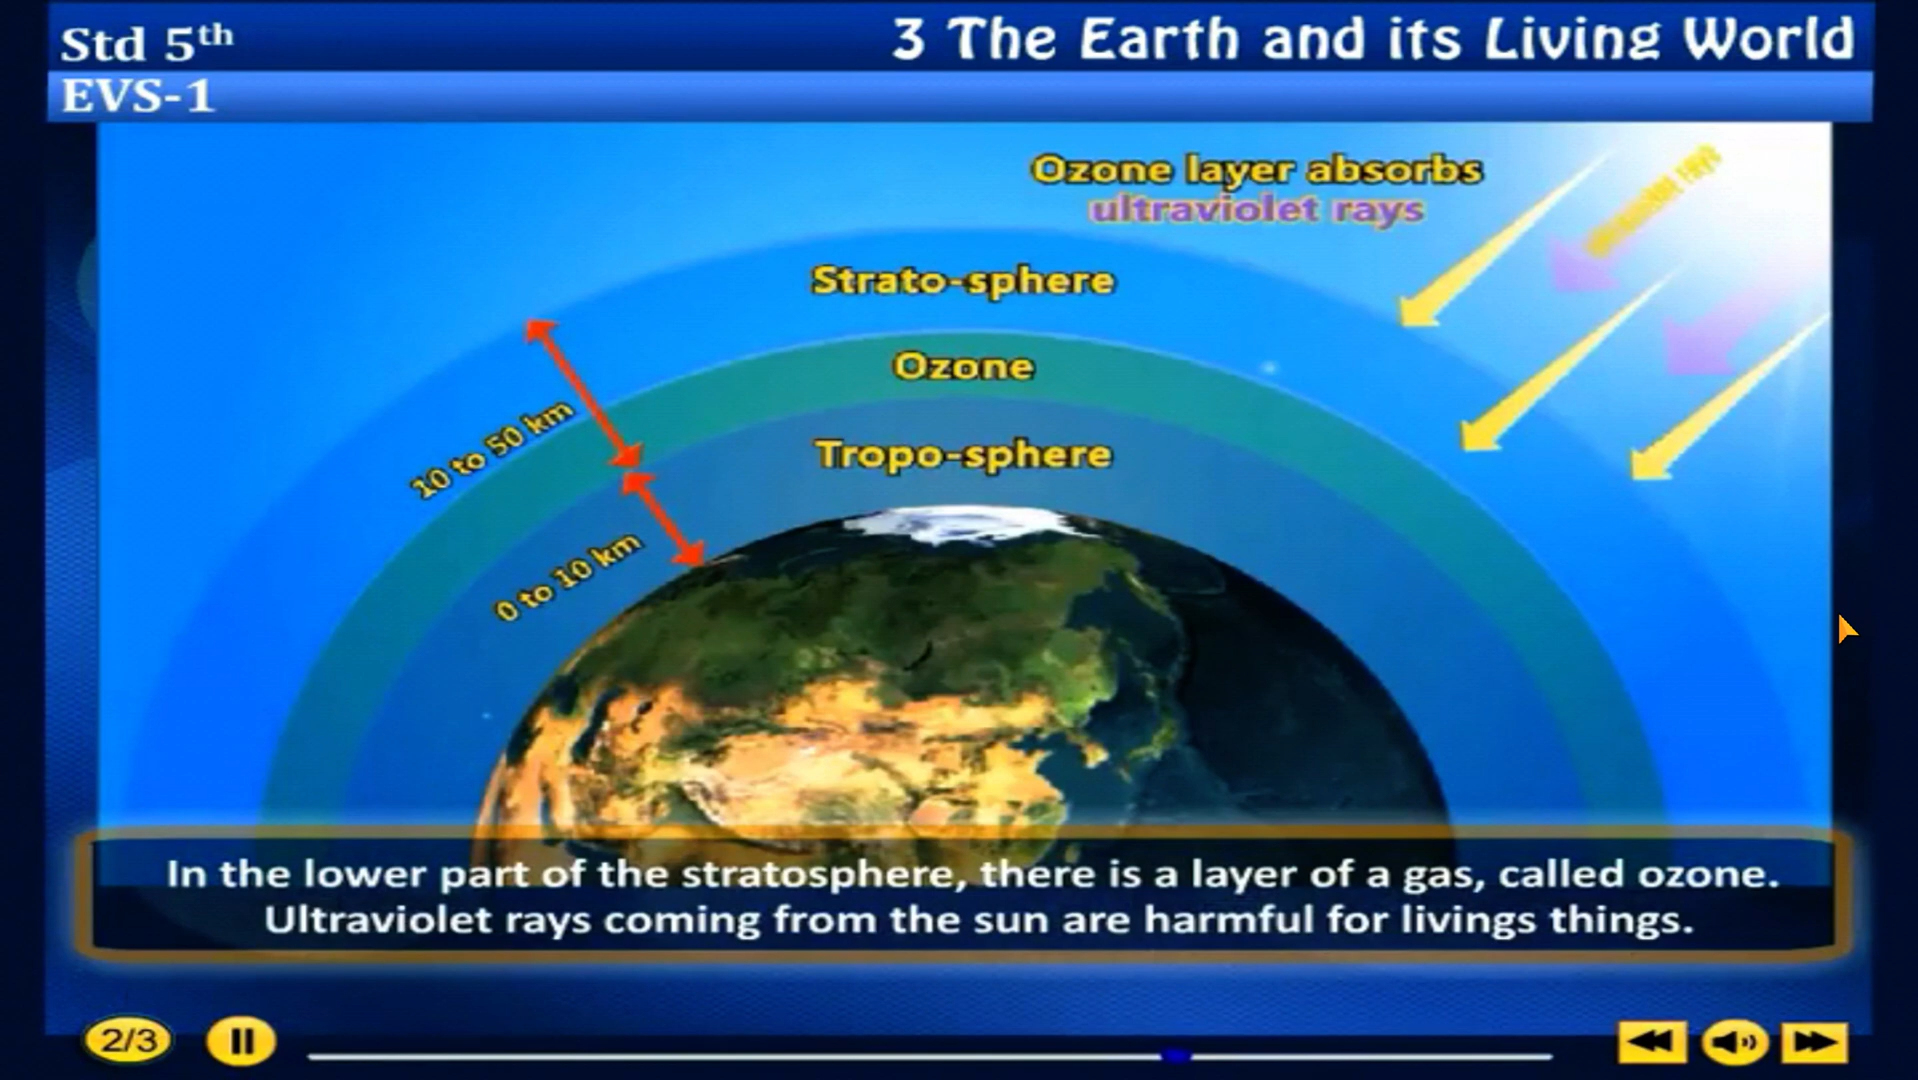 Std 5th
3 The Earth and its Living World
EVS-1
Ozone layer absorbs
ultraviolet rays
rays
Strato-sphere
Ozone
10 to 50 km
Tropo-sphere
0 to 10 km
In the lower part of the stratosphere, there is a layer of a gas, called ozone.
Ultraviolet rays coming from the sun are harmful for livings things.
2/3